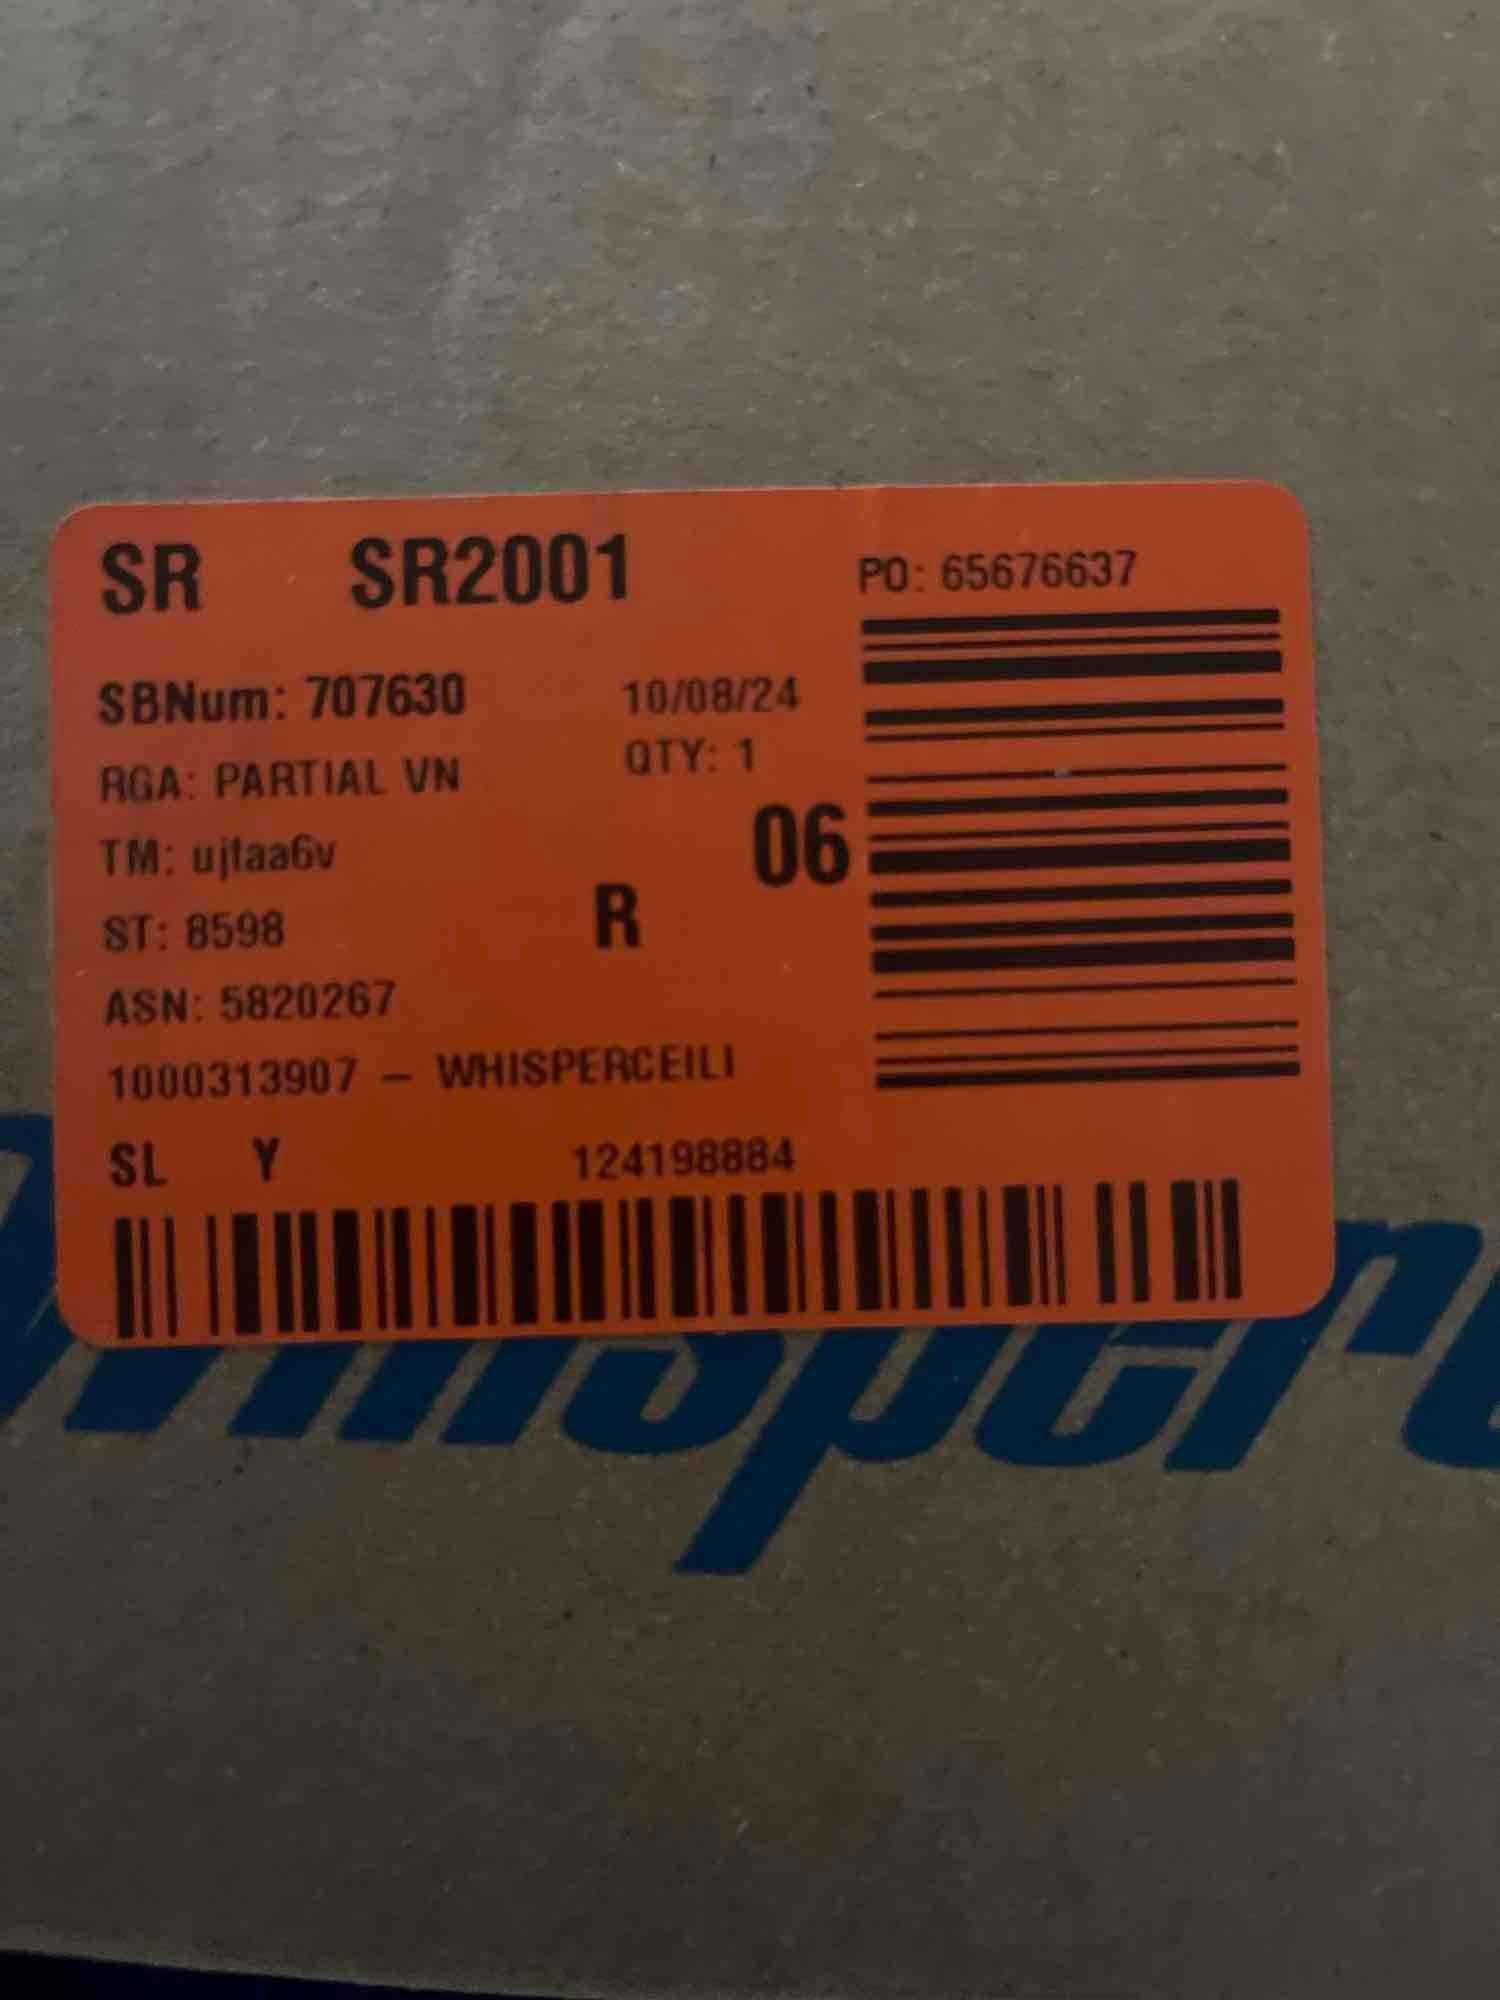 SR SR2001
PO: 65676637
SBNum: 707630 10/08/24
RGA: PARTIAL VN QTY: 1
TM: ujfaa6v 06
ST: 8598 R
ASN: 5820267
1000313907 – WHISPERCEILI
SL Y 124198884